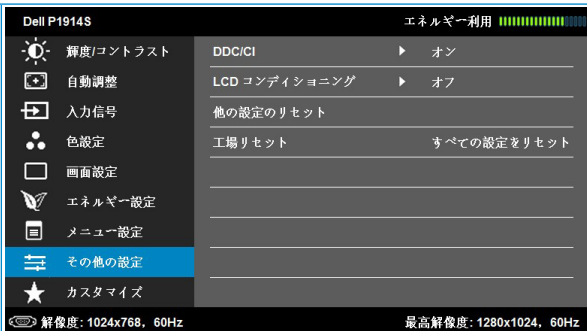 Dell P1914S エネルギー利用
輝度/コントラスト DDC/CI オン
自動調整 LCD コンディショニング オフ
入力信号 他の設定のリセット
色設定 工場リセット すべての設定をリセット
画面設定
エネルギー設定
メニュー設定
その他の設定
カスタマイズ
解像度: 1024x768, 60Hz 最高解像度: 1280x1024, 60Hz